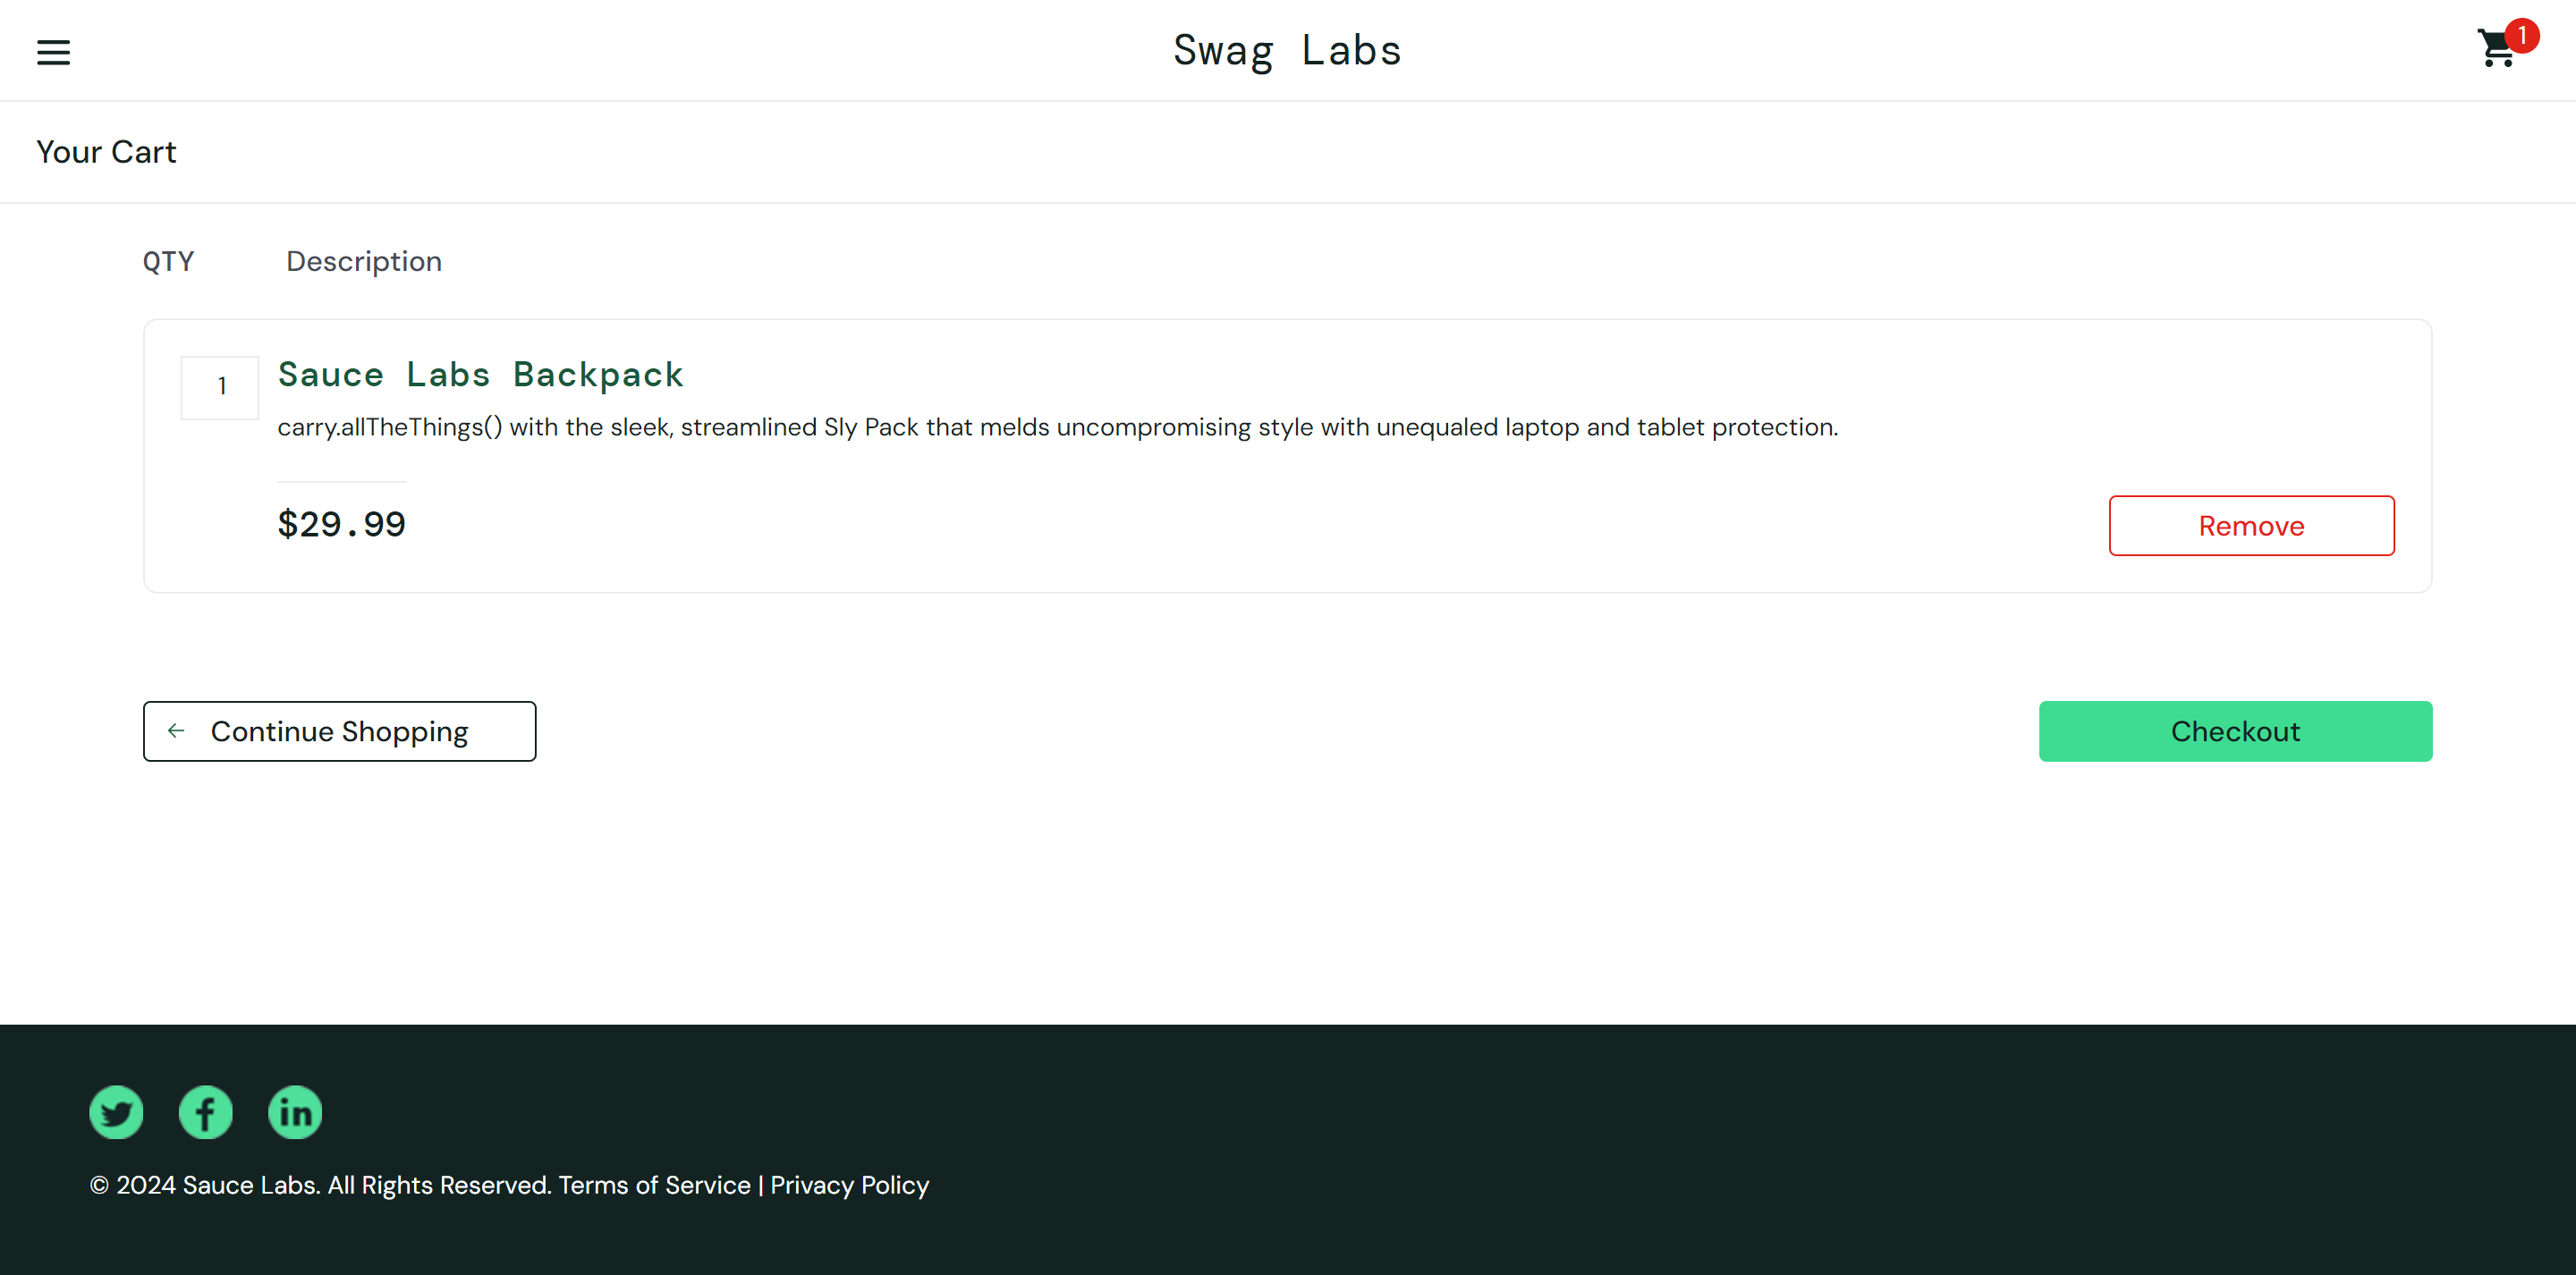 Swag Labs
1
Your Cart
QTY Description
1
Sauce Labs Backpack
carry.allTheThings() with the sleek, streamlined Sly Pack that melds uncompromising style with unequaled laptop and tablet protection.
$29.99
Remove
Continue Shopping
Checkout
© 2024 Sauce Labs. All Rights Reserved. Terms of Service | Privacy Policy